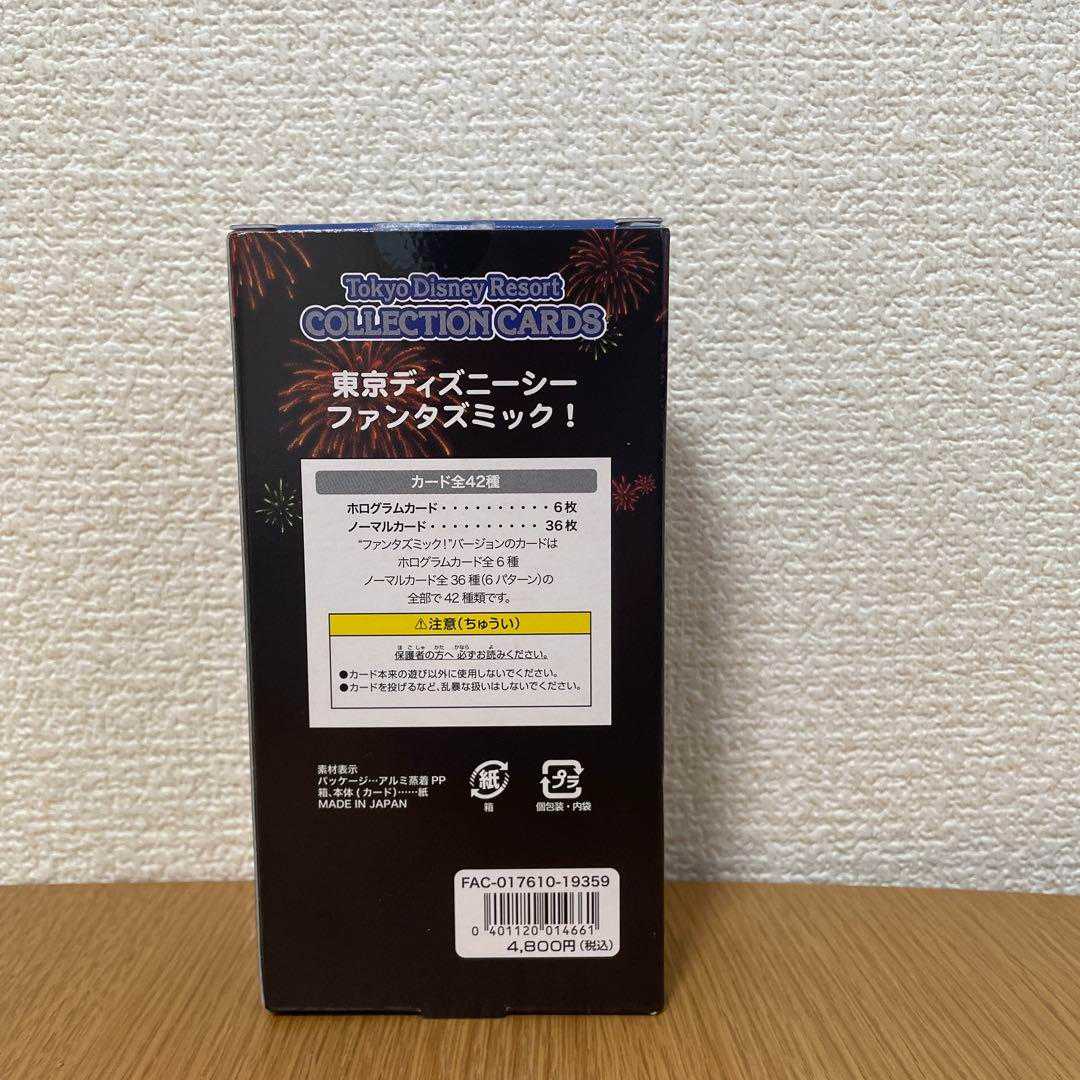 Tokyo Disney Resort
COLLECTION CARDS
東京ディズニーシー
ファンタズミック！
カード全42種
ホログラムカード・・・・・・・・・・6枚
ノーマルカード・・・・・・・・・・36枚
“ファンタズミック！”バージョンのカードは
ホログラムカード全6種
ノーマルカード全36種(6パターン)の
全部で42種類です。
⚠注意(ちゅうい)
ほごしゃ かた かなら よ
保護者の方へ 必ずお読みください。
●カード本来の遊び以外に使用しないでください。
●カードを投げるなど、乱暴な扱いはしないでください。
素材表示
パッケージ…アルミ蒸着PP
箱、本体(カード)……紙
MADE IN JAPAN
紙
箱
プラ
個包装・内袋
FAC-017610-19359
0 401120 014661
4,800円(税込)